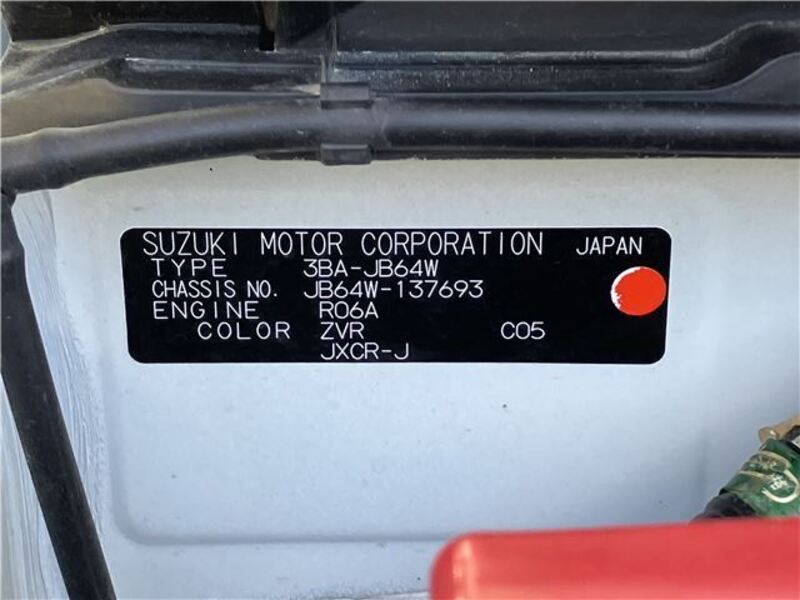 SUZUKI MOTOR CORPORATION JAPAN
TYPE 3BA-JB64W
CHASSIS NO. JB64W-137693
ENGINE R06A
COLOR ZVR C05
JXCR-J